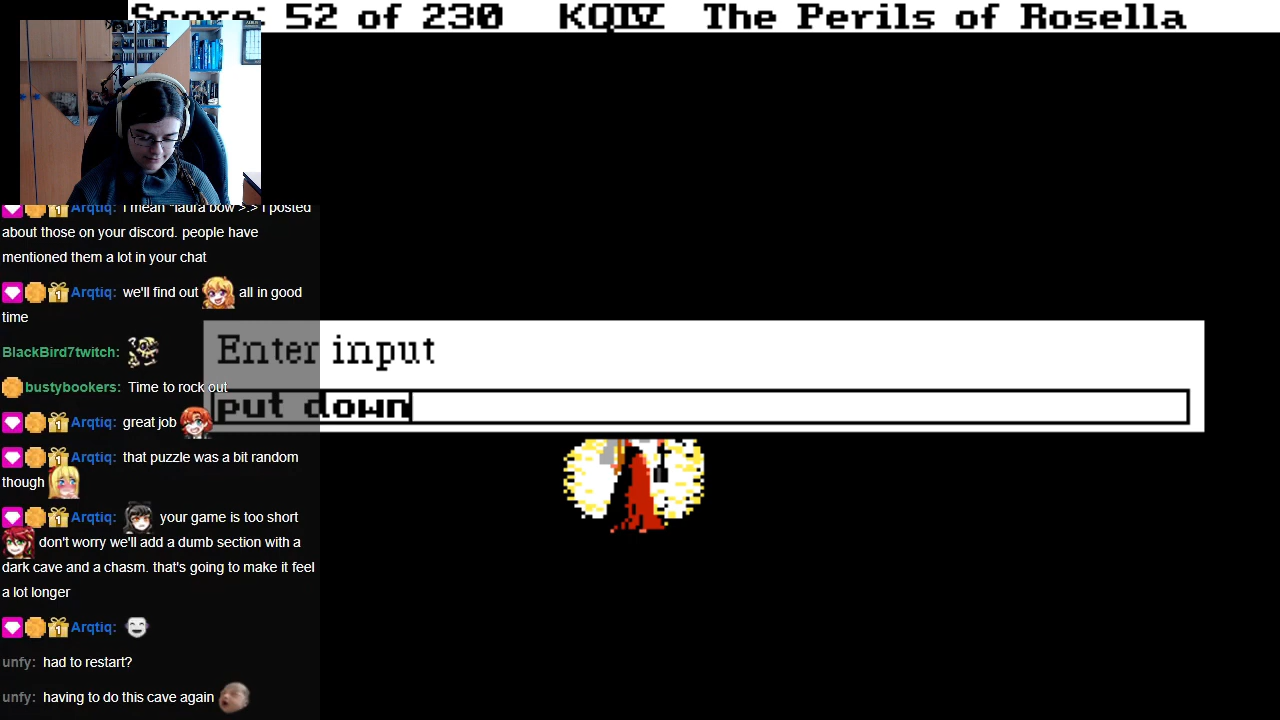 Score: 52 of 230 KQIV The Perils of Rosella
Arqtiq: I mean "laura bow >.> I posted
about those on your discord. people have
mentioned them a lot in your chat
Arqtiq: we'll find out all in good
time
BlackBird7twitch:
bustybookers: Time to rock out
Arqtiq: great job
Arqtiq: that puzzle was a bit random
though
Arqtiq: your game is too short
don't worry we'll add a dumb section with a
dark cave and a chasm. that's going to make it feel
a lot longer
Arqtiq:
unfy: had to restart?
unfy: having to do this cave again
Enter input
put down